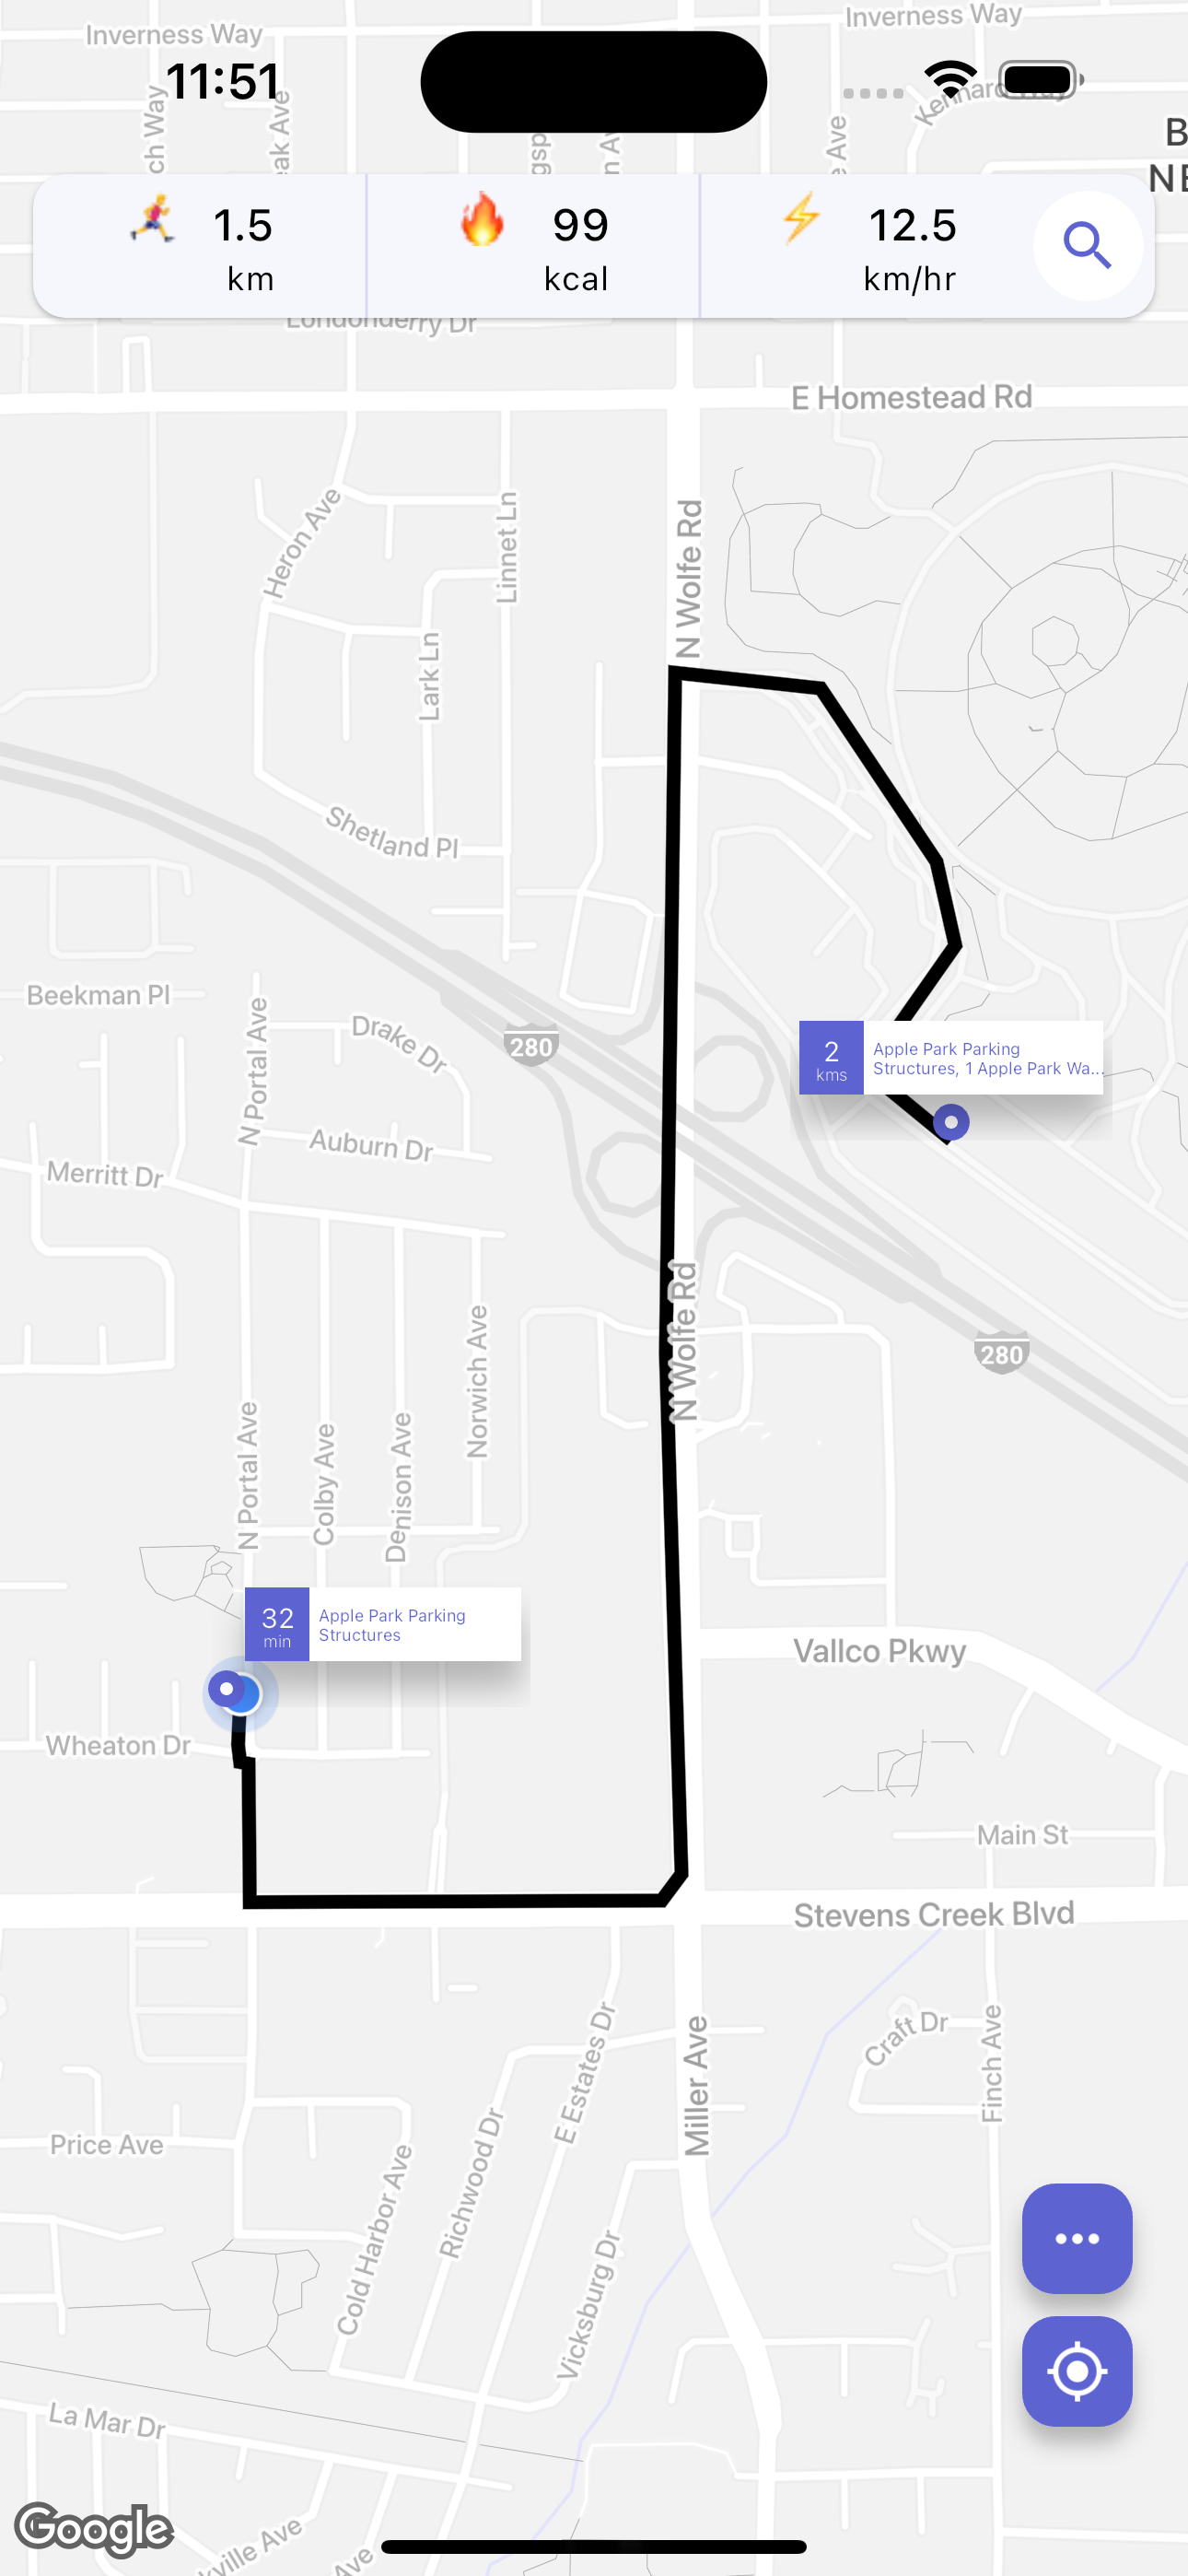 Inverness Way
Inverness Way
11:51
Kennard Way
ch Way
eak Ave
gsp
n A
e Ave
B
NE
1.5
km
99
kcal
12.5
km/hr
Londonderry Dr
E Homestead Rd
Heron Ave
Linnet Ln
N Wolfe Rd
Lark Ln
Shetland Pl
Beekman Pl
N Portal Ave
Drake Dr
280
2
kms
Apple Park Parking
Structures, 1 Apple Park Wa...
Auburn Dr
Merritt Dr
N Wolfe Rd
280
Norwich Ave
N Portal Ave
Colby Ave
Denison Ave
32
min
Apple Park Parking
Structures
Vallco Pkwy
Wheaton Dr
Main St
Stevens Creek Blvd
E Estates Dr
Miller Ave
Craft Dr
Finch Ave
Price Ave
Richwood Dr
Cold Harbor Ave
Vicksburg Dr
La Mar Dr
Google
kville Ave
Ave